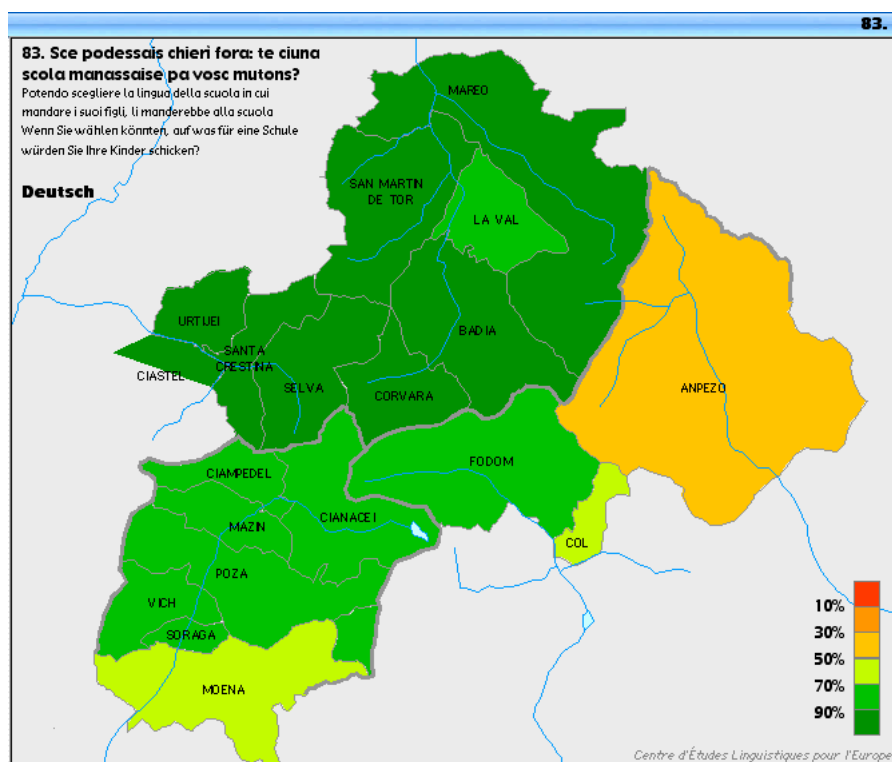 83.
83. Sce podessais chieri fora: te ciuna
scola manassaise pa vosc mutons?
Potendo scegliere la lingua della scuola in cui
mandare i suoi figli, li manderebbe alla scuola
Wenn Sie wählen könnten, auf was für eine Schule
würden Sie Ihre Kinder schicken?
Deutsch
MAREO
SAN MARTIN
DE TOR
LA VAL
URTIJEI
SANTA
CRESTINA
CIASTEL
SELVA
BADIA
CORVARA
ANPEZO
FODOM
CIAMPEDEL
CIANACEI
MAZIN
COL
POZA
VICH
SORAGA
MOENA
10%
30%
50%
70%
90%
Centre d'Études Linguistiques pour l'Europe